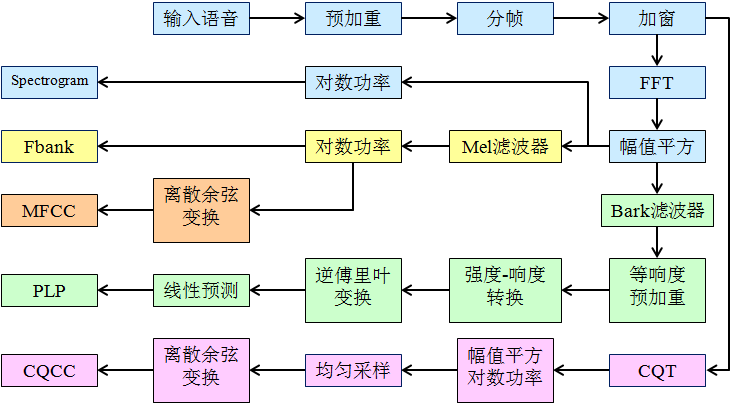 输入语音
预加重
分帧
加窗
Spectrogram
对数功率
FFT
Fbank
对数功率
Mel滤波器
幅值平方
MFCC
离散余弦
变换
Bark滤波器
PLP
线性预测
逆傅里叶
变换
强度-响度
转换
等响度
预加重
CQCC
离散余弦
变换
均匀采样
幅值平方
对数功率
CQT